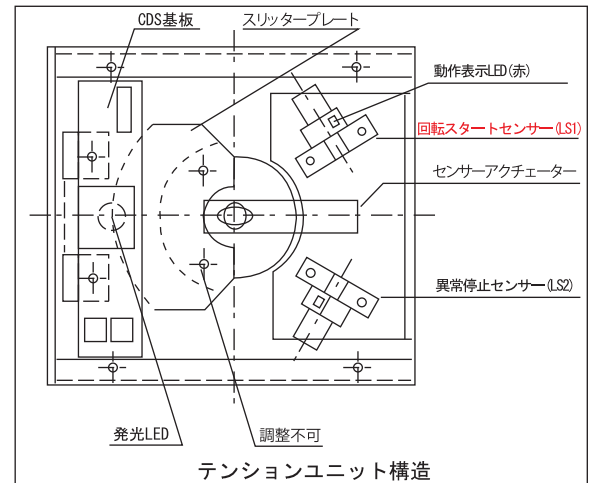 CDS基板
スリッタープレート
動作表示LED(赤)
回転スタートセンサー(LS1)
センサーアクチェーター
異常停止センサー(LS2)
発光LED
調整不可
テンションユニット構造